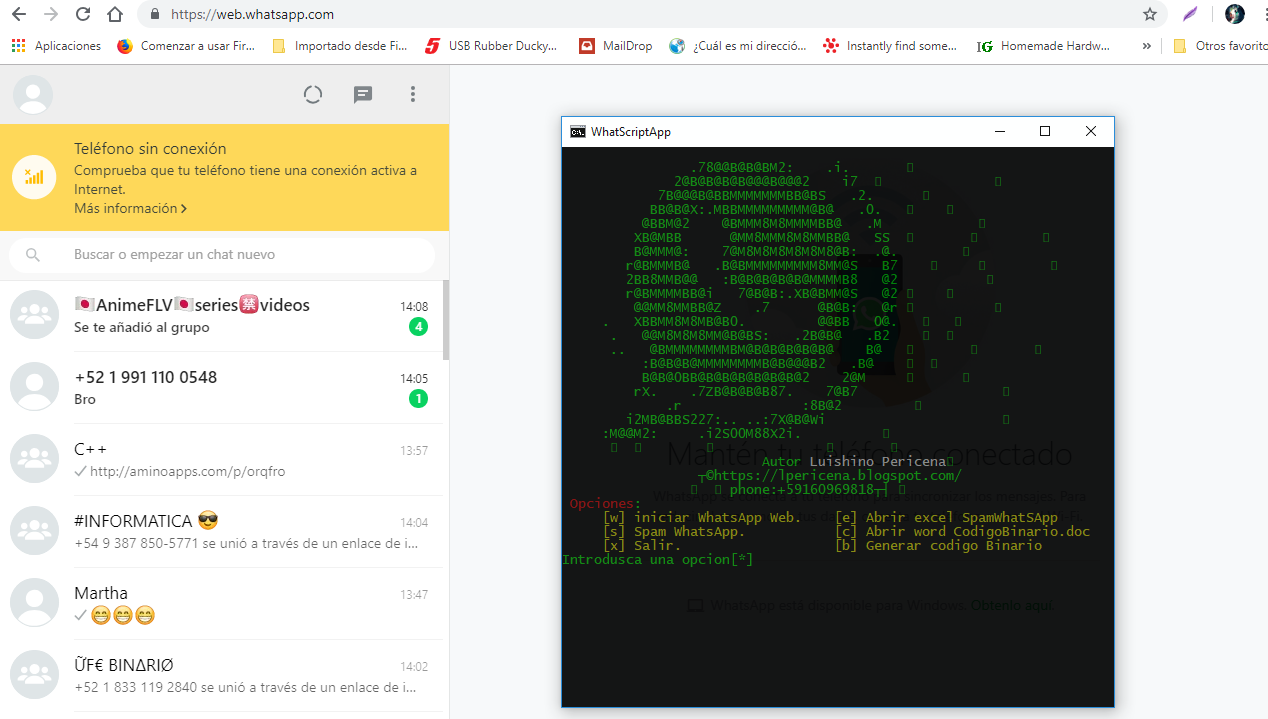 https://web.whatsapp.com
Aplicaciones
Comenzar a usar Fir...
Importado desde Fi...
USB Rubber Ducky...
MailDrop
¿Cuál es mi direcció...
Instantly find some...
IG Homemade Hardw...
»
Otros favorito
Teléfono sin conexión
Comprueba que tu teléfono tiene una conexión activa a
Internet.
Más información >
Buscar o empezar un chat nuevo
🇯🇵AnimeFLV🇯🇵series🈲videos 14:08
Se te añadió al grupo 4
+52 1 991 110 0548 14:05
Bro 1
C++ 13:57
http://aminoapps.com/p/orqfro
#INFORMATICA 😎 14:04
+54 9 387 850-5771 se unió a través de un enlace de i...
Martha 13:47
😁😁😁
ŨF€ BINΔRIØ 14:02
+52 1 833 119 2840 se unió a través de un enlace de i...
WhatScriptApp
Autor Luishino Pericena
┬©https://lpericena.blogspot.com/
phone:+59160969818
Opciones:
[w] iniciar WhatsApp Web. [e] Abrir excel SpamWhatSApp
[s] Spam WhatsApp. [c] Abrir word CodigoBinario.doc
[x] Salir. [b] Generar codigo Binario
Introdusca una opcion[*]
Mantén tu teléfono conectado
WhatsApp está disponible para Windows. Obtenlo aquí.